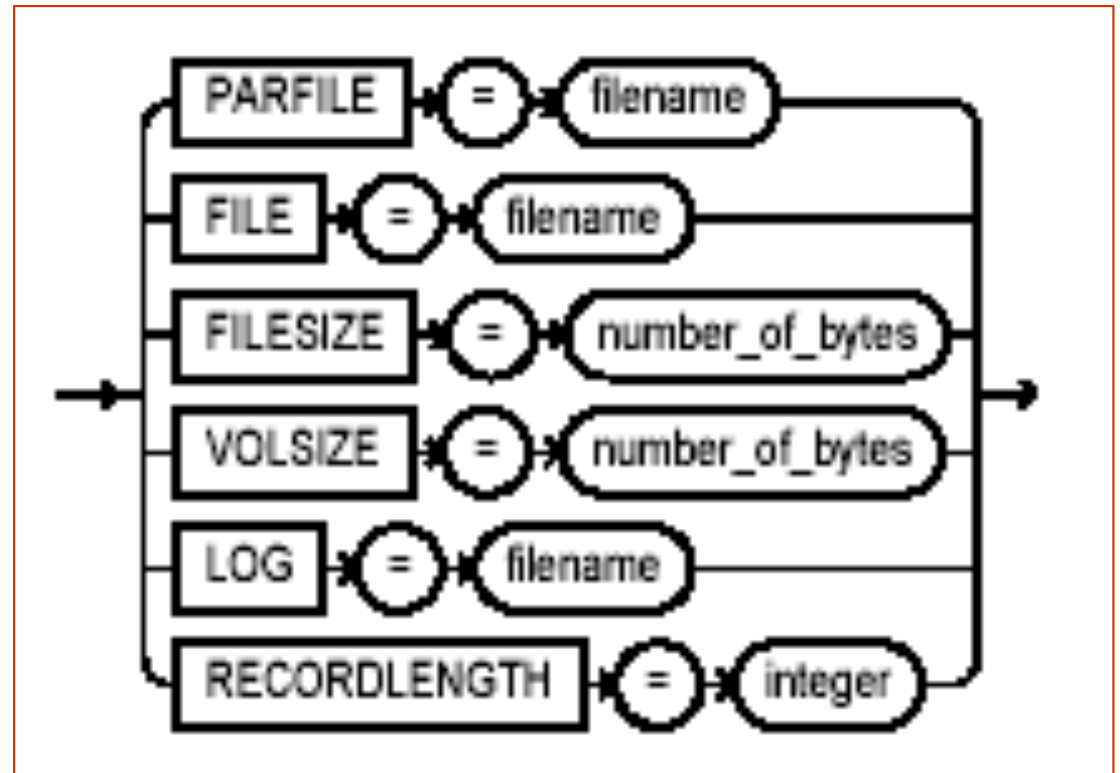 PARFILE = filename
FILE = filename
FILESIZE = number_of_bytes
VOLSIZE = number_of_bytes
LOG = filename
RECORDLENGTH = integer